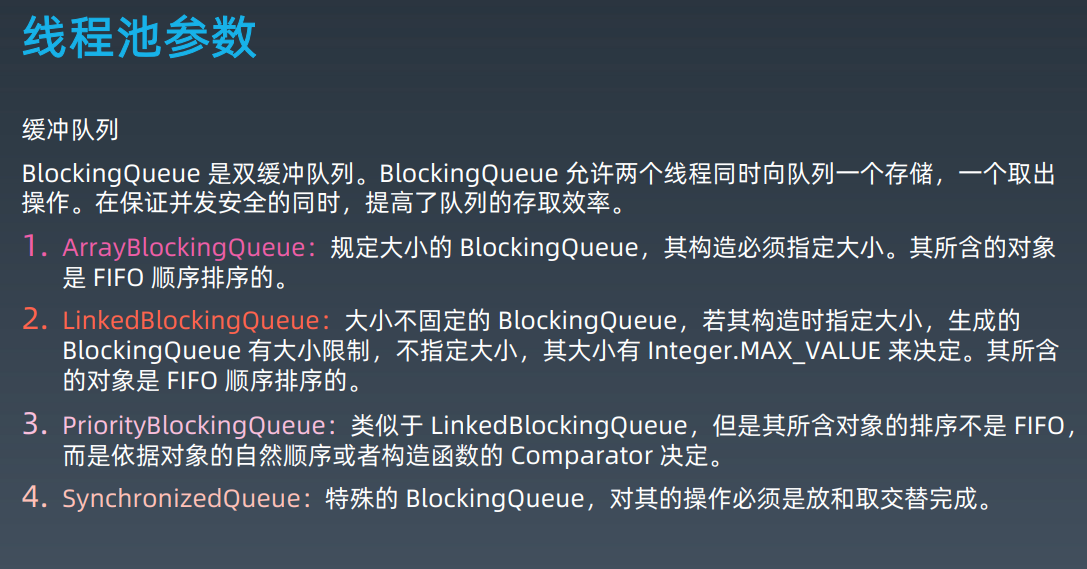 线程池参数
缓冲队列
BlockingQueue 是双缓冲队列。BlockingQueue 允许两个线程同时向队列一个存储，一个取出
操作。在保证并发安全的同时，提高了队列的存取效率。
1. ArrayBlockingQueue：规定大小的 BlockingQueue，其构造必须指定大小。其所含的对象
是 FIFO 顺序排序的。
2. LinkedBlockingQueue：大小不固定的 BlockingQueue，若其构造时指定大小，生成的
BlockingQueue 有大小限制，不指定大小，其大小有 Integer.MAX_VALUE 来决定。其所含
的对象是 FIFO 顺序排序的。
3. PriorityBlockingQueue：类似于 LinkedBlockingQueue，但是其所含对象的排序不是 FIFO，
而是依据对象的自然顺序或者构造函数的 Comparator 决定。
4. SynchronizedQueue：特殊的 BlockingQueue，对其的操作必须是放和取交替完成。